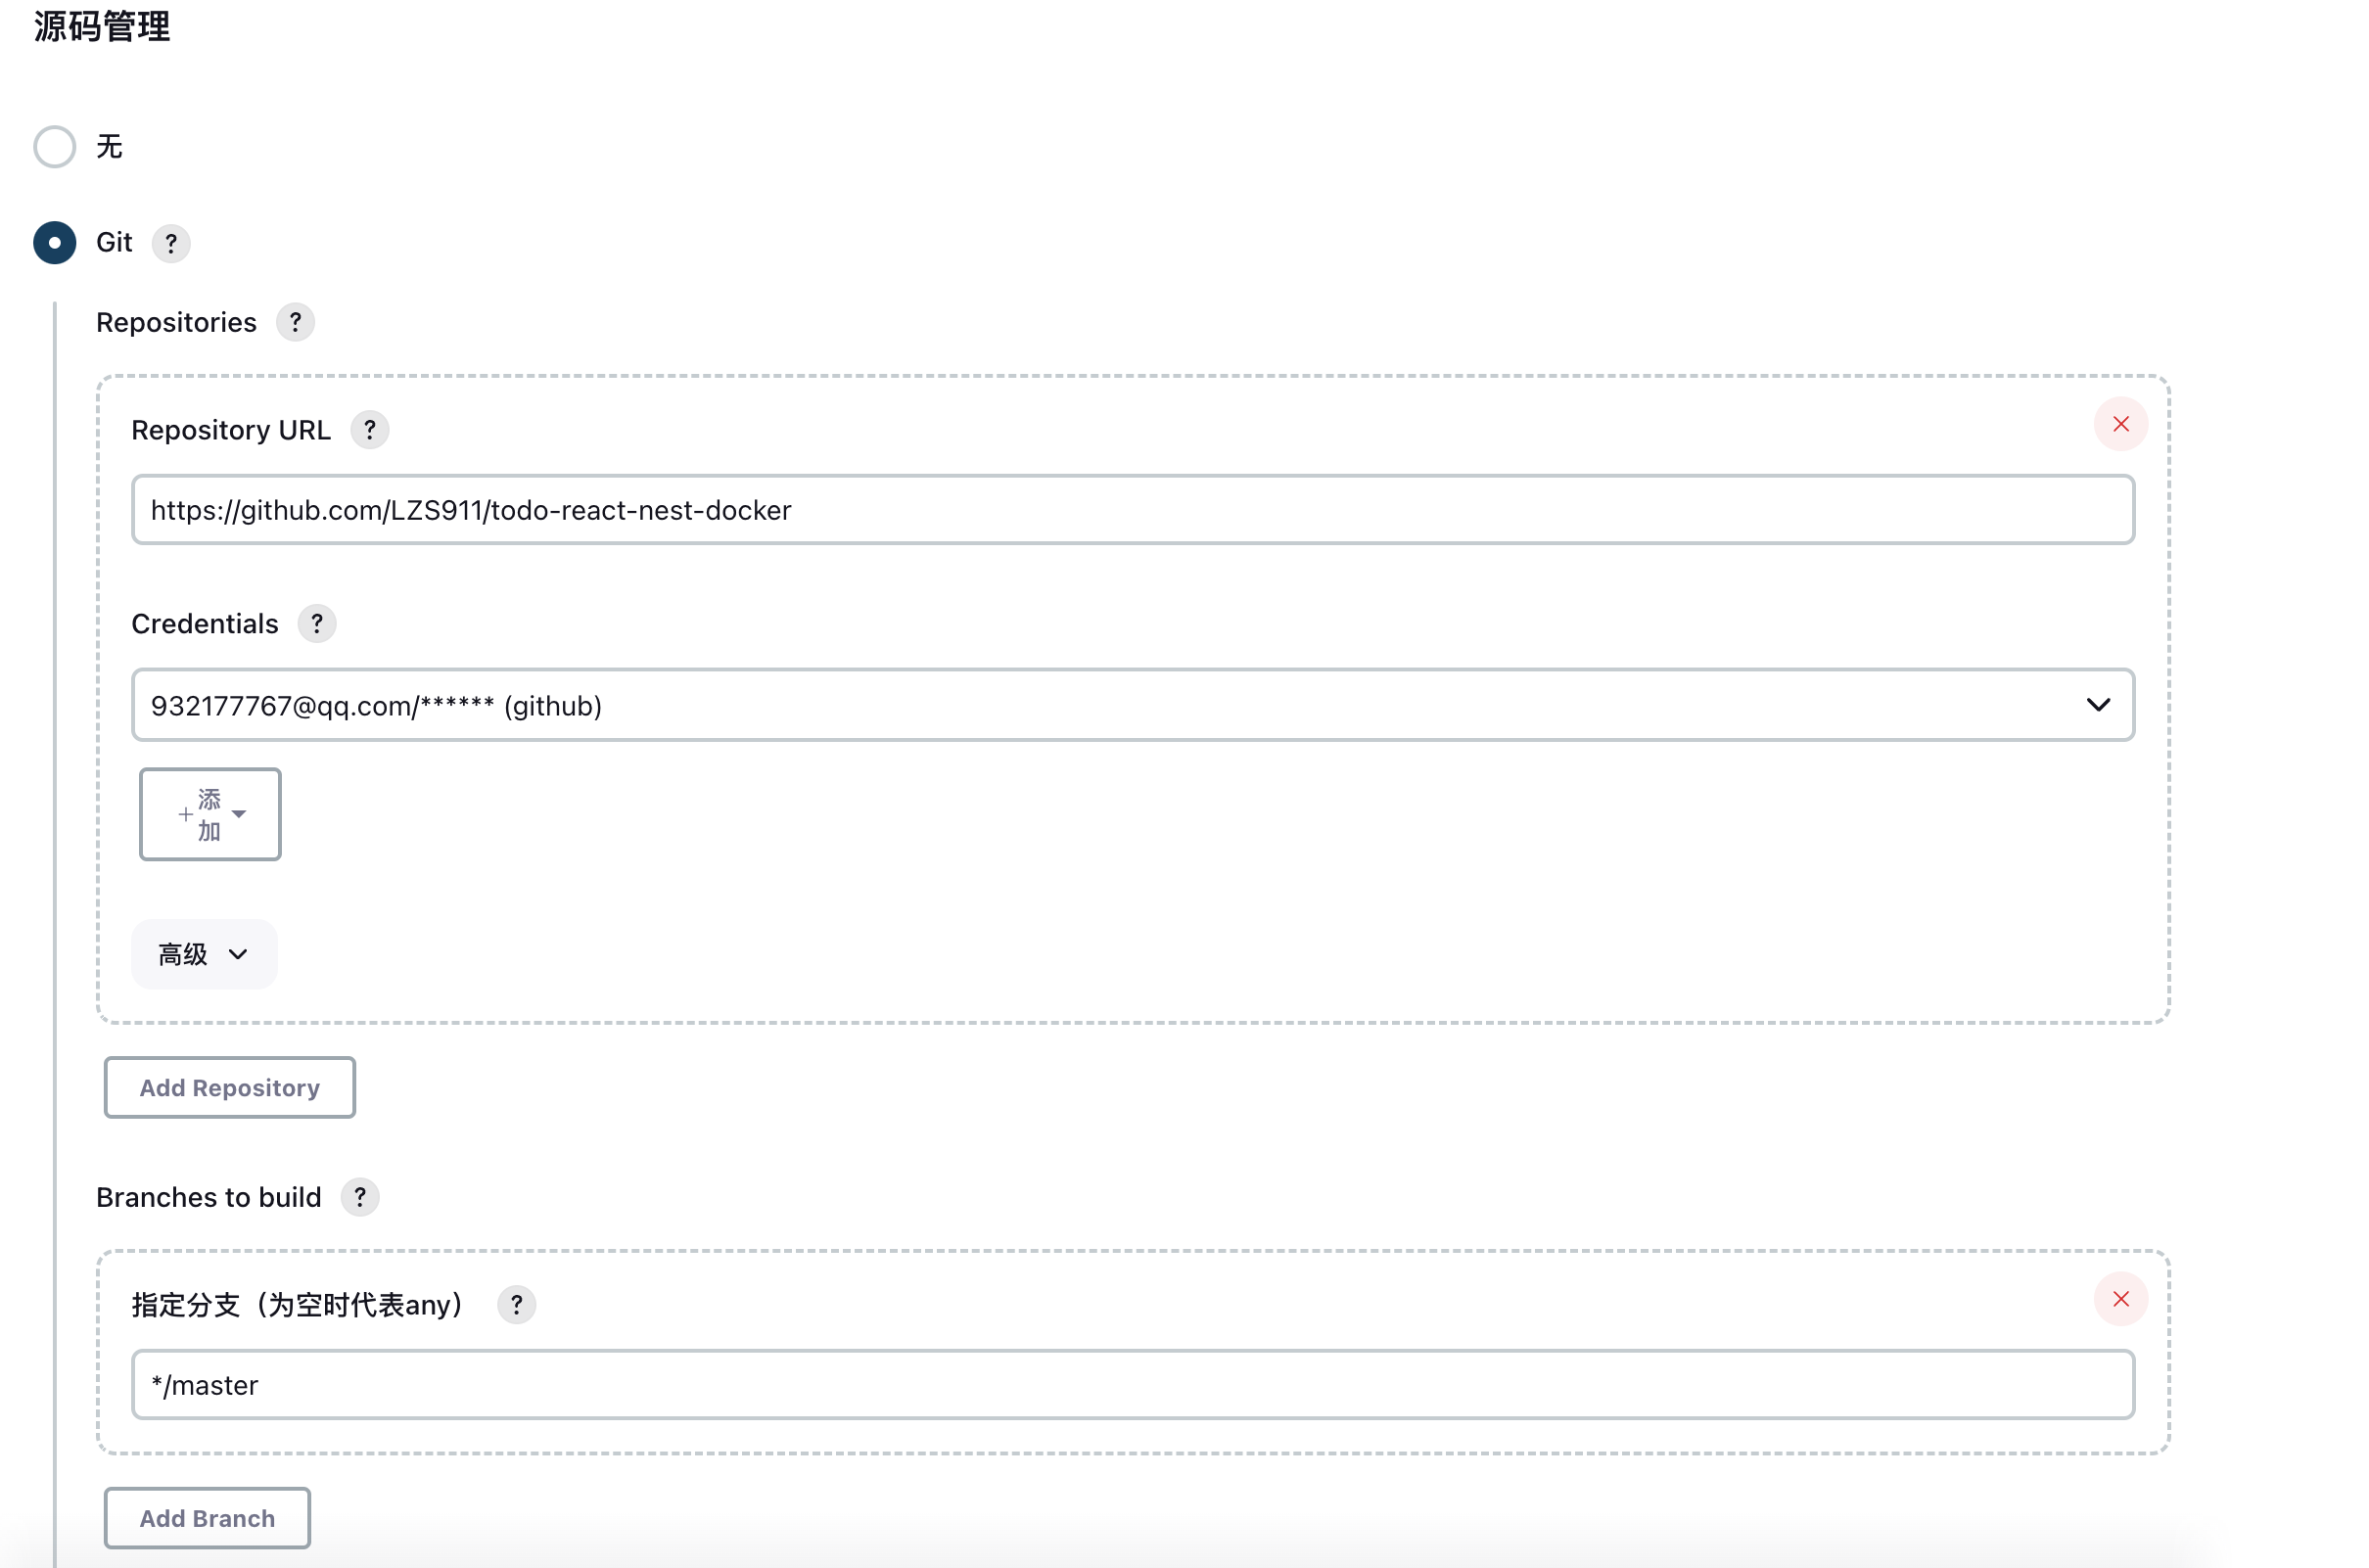 源码管理
无
Git ?
Repositories ?
Repository URL ?
https://github.com/LZS911/todo-react-nest-docker
Credentials ?
932177767@qq.com/****** (github)
+添
加
高级
Add Repository
Branches to build ?
指定分支（为空时代表any） ?
*/master
Add Branch